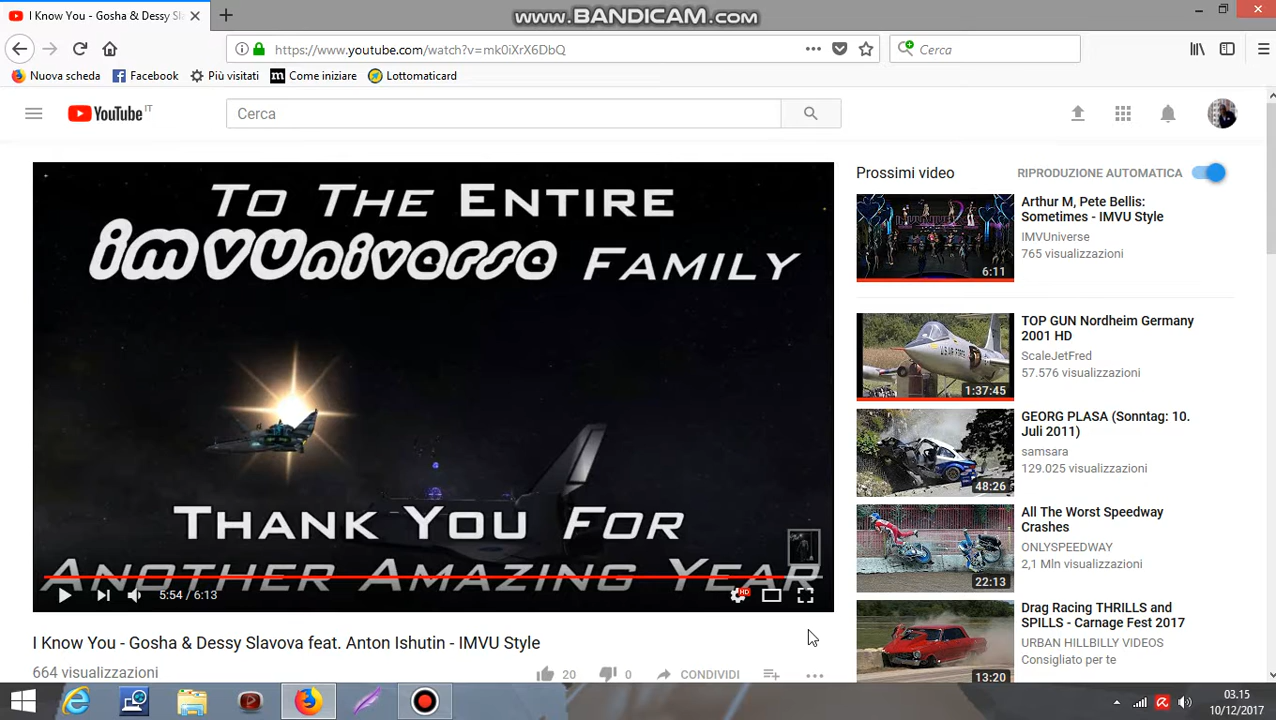 www.BANDICAM.com
I Know You - Gosha & Dessy Sla
https://www.youtube.com/watch?v=mk0iXrX6DbQ
Cerca
Nuova scheda Facebook Più visitati Come iniziare Lottomaticard
YouTube IT
Cerca
TO THE ENTIRE
imvuniverse FAMILY
THANK YOU FOR
ANOTHER AMAZING YEAR
5:54 / 6:13
HD
I Know You - Gosha & Dessy Slavova feat. Anton Ishutin - IMVU Style
664 visualizzazioni
20 0 CONDIVIDI
Prossimi video RIPRODUZIONE AUTOMATICA
Arthur M, Pete Bellis:
Sometimes - IMVU Style
IMVUniverse
765 visualizzazioni
6:11
TOP GUN Nordheim Germany
2001 HD
ScaleJetFred
57.576 visualizzazioni
U.S. AIR FORCE
1:37:45
GEORG PLASA (Sonntag: 10.
Juli 2011)
samsara
129.025 visualizzazioni
48:26
All The Worst Speedway
Crashes
ONLYSPEEDWAY
2,1 Mln visualizzazioni
22:13
Drag Racing THRILLS and
SPILLS - Carnage Fest 2017
URBAN HILLBILLY VIDEOS
Consigliato per te
13:20
03.15
10/12/2017